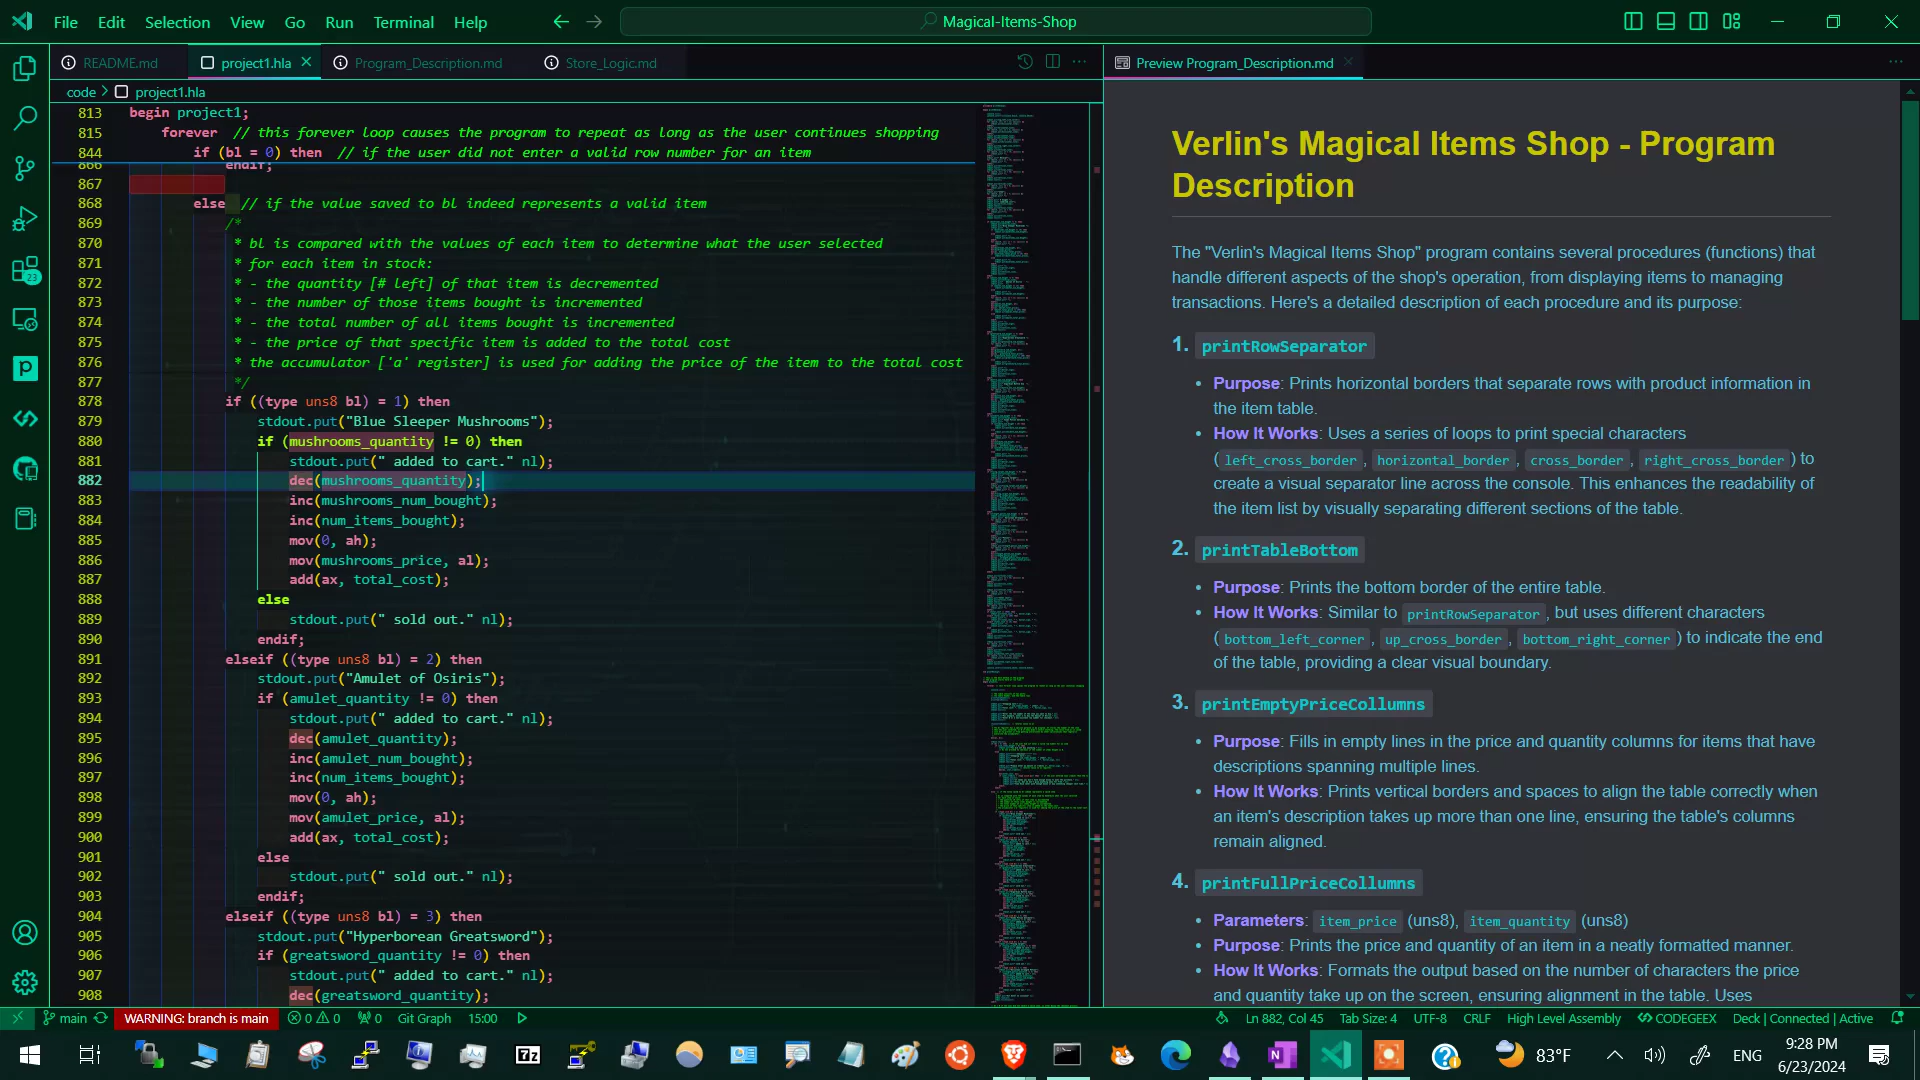 File Edit Selection View Go Run Terminal Help
Magical-Items-Shop
README.md
project1.hla
Program_Description.md
Store_Logic.md
Preview Program_Description.md
code > project1.hla
813 begin project1;
815 forever // this forever loop causes the program to repeat as long as the user continues shopping
844 if (bl = 0) then // if the user did not enter a valid row number for an item
866 endif;
867
868 else // if the value saved to bl indeed represents a valid item
869 /*
870 * bl is compared with the values of each item to determine what the user selected
871 * for each item in stock:
872 * - the quantity [# left] of that item is decremented
873 * - the number of those items bought is incremented
874 * - the total number of all items bought is incremented
875 * - the price of that specific item is added to the total cost
876 * the accumulator ['a' register] is used for adding the price of the item to the total cost
877 */
878 if ((type uns8 bl) = 1) then
879 stdout.put("Blue Sleeper Mushrooms");
880 if (mushrooms_quantity != 0) then
881 stdout.put(" added to cart." nl);
882 dec(mushrooms_quantity);
883 inc(mushrooms_num_bought);
884 inc(num_items_bought);
885 mov(0, ah);
886 mov(mushrooms_price, al);
887 add(ax, total_cost);
888 else
889 stdout.put(" sold out." nl);
890 endif;
891 elseif ((type uns8 bl) = 2) then
892 stdout.put("Amulet of Osiris");
893 if (amulet_quantity != 0) then
894 stdout.put(" added to cart." nl);
895 dec(amulet_quantity);
896 inc(amulet_num_bought);
897 inc(num_items_bought);
898 mov(0, ah);
899 mov(amulet_price, al);
900 add(ax, total_cost);
901 else
902 stdout.put(" sold out." nl);
903 endif;
904 elseif ((type uns8 bl) = 3) then
905 stdout.put("Hyperborean Greatsword");
906 if (greatsword_quantity != 0) then
907 stdout.put(" added to cart." nl);
908 dec(greatsword_quantity);
Verlin's Magical Items Shop - Program
Description
The "Verlin's Magical Items Shop" program contains several procedures (functions) that
handle different aspects of the shop's operation, from displaying items to managing
transactions. Here's a detailed description of each procedure and its purpose:
1. printRowSeparator
• Purpose: Prints horizontal borders that separate rows with product information in
the item table.
• How It Works: Uses a series of loops to print special characters
( left_cross_border , horizontal_border , cross_border , right_cross_border ) to
create a visual separator line across the console. This enhances the readability of
the item list by visually separating different sections of the table.
2. printTableBottom
• Purpose: Prints the bottom border of the entire table.
• How It Works: Similar to printRowSeparator , but uses different characters
( bottom_left_corner , up_cross_border , bottom_right_corner ) to indicate the end
of the table, providing a clear visual boundary.
3. printEmptyPriceCollumns
• Purpose: Fills in empty lines in the price and quantity columns for items that have
descriptions spanning multiple lines.
• How It Works: Prints vertical borders and spaces to align the table correctly when
an item's description takes up more than one line, ensuring the table's columns
remain aligned.
4. printFullPriceCollumns
• Parameters: item_price (uns8), item_quantity (uns8)
• Purpose: Prints the price and quantity of an item in a neatly formatted manner.
• How It Works: Formats the output based on the number of characters the price
and quantity take up on the screen, ensuring alignment in the table. Uses
23
main WARNING: branch is main 0 0 0 Git Graph 15:00
Ln 882, Col 45 Tab Size: 4 UTF-8 CRLF High Level Assembly CODEGEEX Deck | Connected | Active
7z
83°F
ENG
9:28 PM
6/23/2024